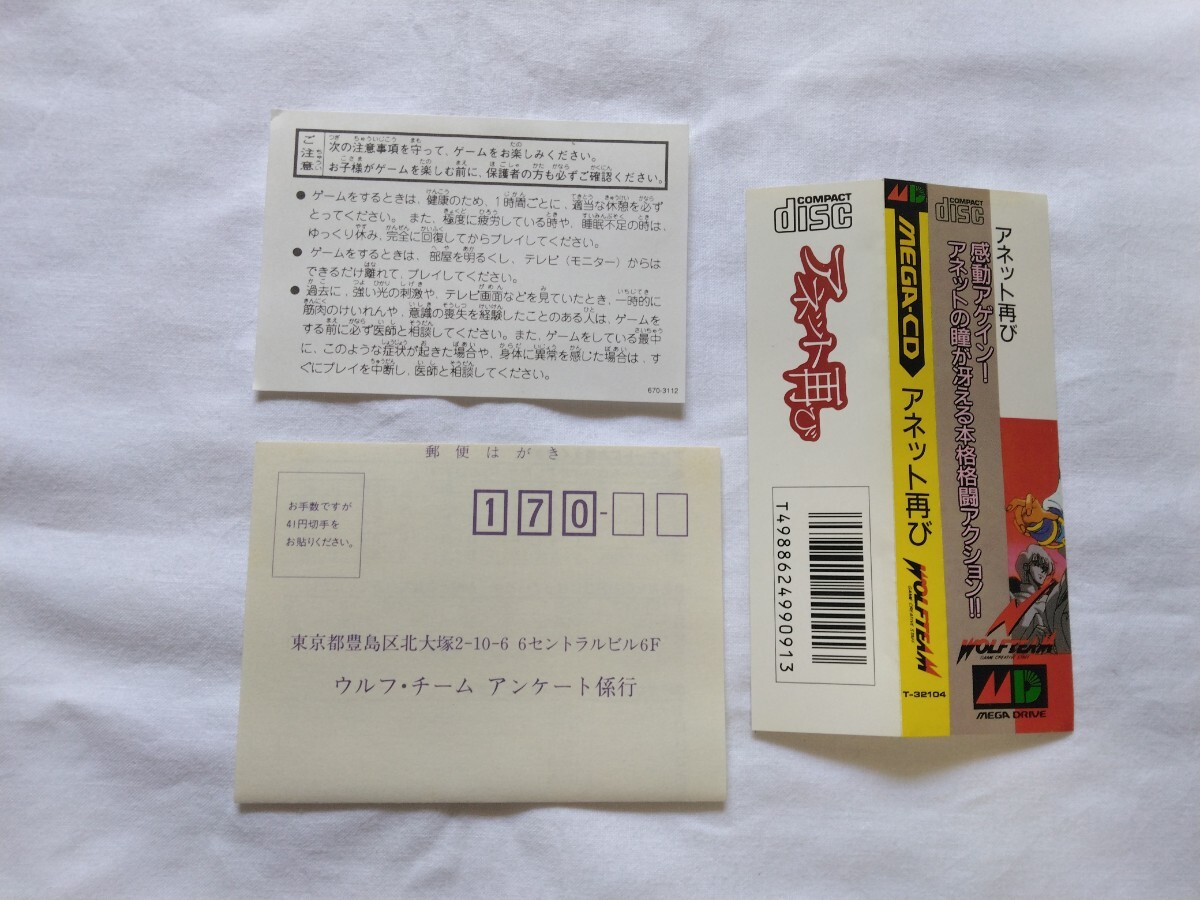 ご注意
次の注意事項を守って、ゲームをお楽しみください。
お子様がゲームを楽しむ前に、保護者の方も必ずご確認ください。
● ゲームをするときは、健康のため、1時間ごとに、適当な休憩を必ず
とってください。また、極度に疲労している時や、睡眠不足の時は、
ゆっくり休み、完全に回復してからプレイしてください。
● ゲームをするときは、部屋を明るくし、テレビ（モニター）からは
できるだけ離れて、プレイしてください。
● 過去に、強い光の刺激や、テレビ画面などを見ていたとき、一時的に
筋肉のけいれんや、意識の喪失を経験したことのある人は、ゲームを
する前に必ず医師と相談してください。また、ゲームをしている最中
に、このような症状が起きた場合や、身体に異常を感じた場合は、す
ぐにプレイを中断し、医師と相談してください。
670-3112
郵便はがき
お手数ですが
41円切手を
お貼りください。
170-
東京都豊島区北大塚2-10-6 6セントラルビル6F
ウルフ・チーム アンケート係行
COMPACT
disc
アネット再び
T4988624990913
MD
MEGA-CD
アネット再び
WOLFTEAM
T-32104
COMPACT
disc
感動アゲイン！
アネットの瞳が冴える本格格闘アクション!!
アネット再び
WOLFTEAM
MD
MEGA DRIVE